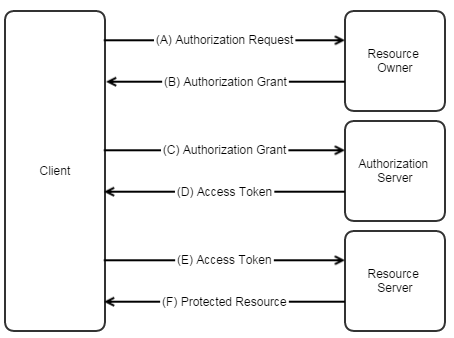 (A) Authorization Request
Resource
Owner
(B) Authorization Grant
(C) Authorization Grant
Authorization
Server
Client
(D) Access Token
(E) Access Token
Resource
Server
(F) Protected Resource